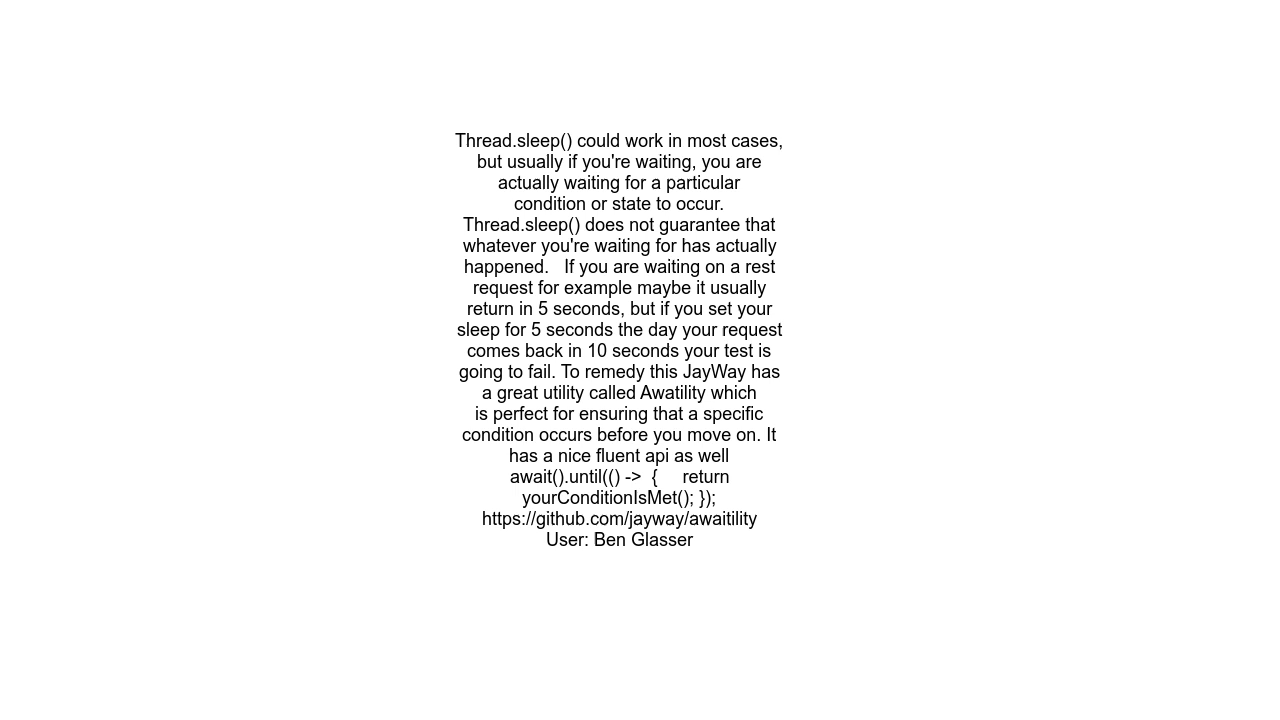 Thread.sleep() could work in most cases,
but usually if you're waiting, you are
actually waiting for a particular
condition or state to occur.
Thread.sleep() does not guarantee that
whatever you're waiting for has actually
happened.   If you are waiting on a rest
request for example maybe it usually
return in 5 seconds, but if you set your
sleep for 5 seconds the day your request
comes back in 10 seconds your test is
going to fail. To remedy this JayWay has
a great utility called Awatility which
is perfect for ensuring that a specific
condition occurs before you move on. It
has a nice fluent api as well
await().until(() ->  {     return
yourConditionIsMet(); });
https://github.com/jayway/awaitility
User: Ben Glasser